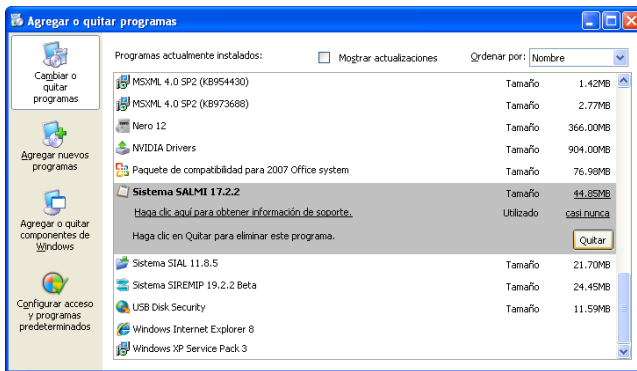 Agregar o quitar programas
Cambiar o
quitar
programas
Agregar nuevos
programas
Agregar o quitar
componentes de
Windows
Configurar acceso
y programas
predeterminados
Programas actualmente instalados: Mostrar actualizaciones Ordenar por: Nombre
MSXML 4.0 SP2 (KB954430) Tamaño 1.42MB
MSXML 4.0 SP2 (KB973688) Tamaño 2.77MB
Nero 12 Tamaño 366.00MB
NVIDIA Drivers Tamaño 904.00MB
Paquete de compatibilidad para 2007 Office system Tamaño 76.98MB
Sistema SALMI 17.2.2 Tamaño 44.85MB
Haga clic aquí para obtener información de soporte. Utilizado casi nunca
Haga clic en Quitar para eliminar este programa. Quitar
Sistema SIAL 11.8.5 Tamaño 21.70MB
Sistema SIREMIP 19.2.2 Beta Tamaño 24.45MB
USB Disk Security Tamaño 11.59MB
Windows Internet Explorer 8
Windows XP Service Pack 3